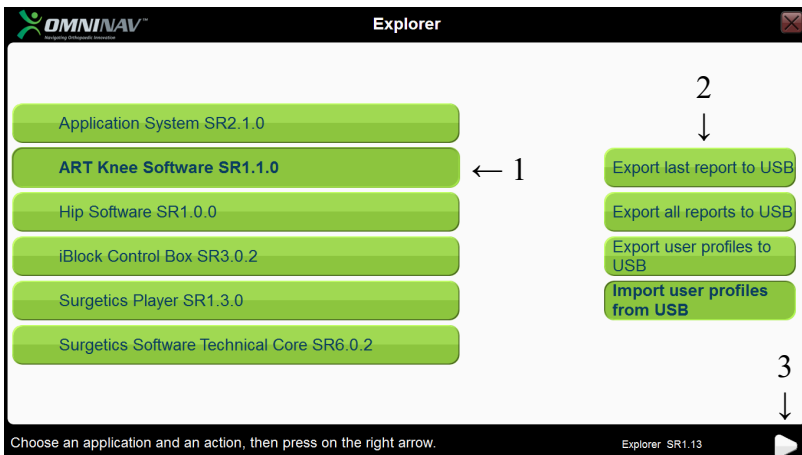 OMNINAV™
Navigating Orthopaedic Innovation
Explorer
2
↓
Application System SR2.1.0
ART Knee Software SR1.1.0
← 1
Export last report to USB
Hip Software SR1.0.0
Export all reports to USB
iBlock Control Box SR3.0.2
Export user profiles to
USB
Surgetics Player SR1.3.0
Import user profiles
from USB
Surgetics Software Technical Core SR6.0.2
3
↓
Choose an application and an action, then press on the right arrow.
Explorer SR1.13